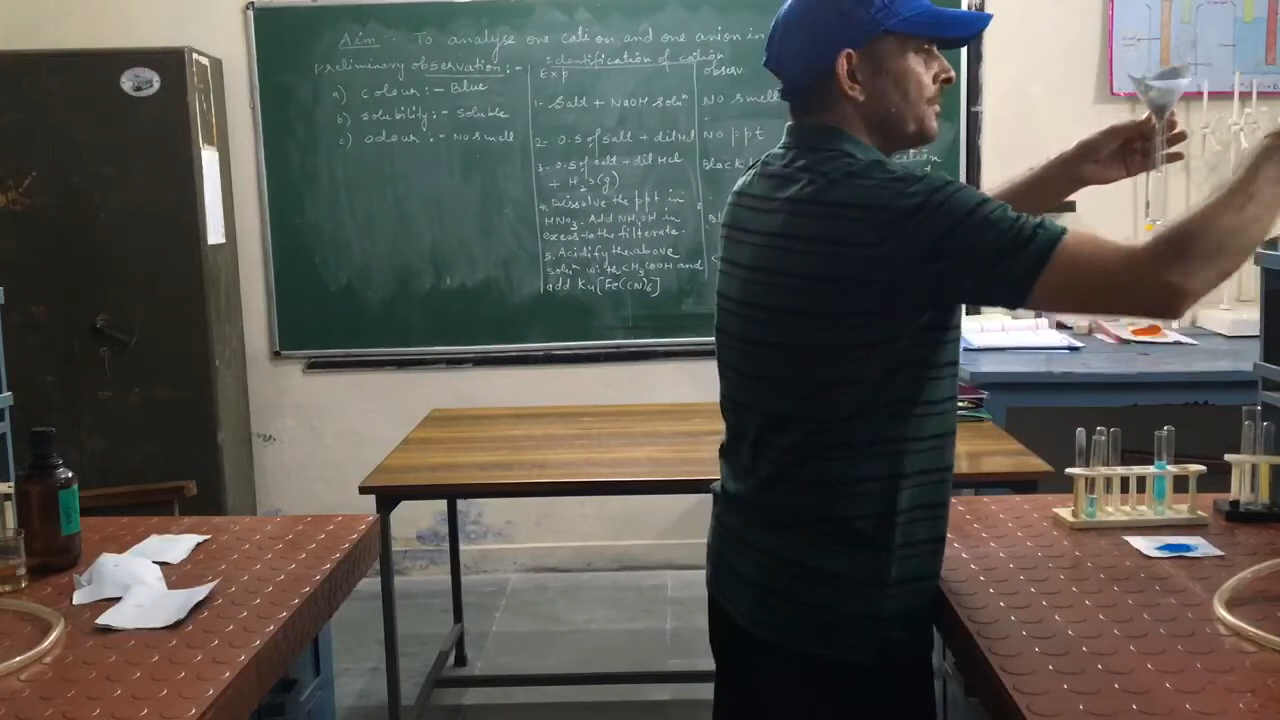 Aim :- To analyse one cation and one anion in
preliminary observation :-
a) Colour :- Blue
b) solubility :- soluble
c) odour :- No smell
identification of cation
Exp
observ
1. Salt + NaOH soluⁿ
No smell
2. 0.5 of salt + dil Hcl
No ppt
3. 0.5 of salt + dil Hcl
+ H₂S(g)
Black
cation
4. Dissolve the ppt in
HNO₃. Add NH₄OH in
excess to the filterate.
Bl
5. Acidify the above
soluⁿ with CH₃COOH and
add K₄[Fe(CN)₆]